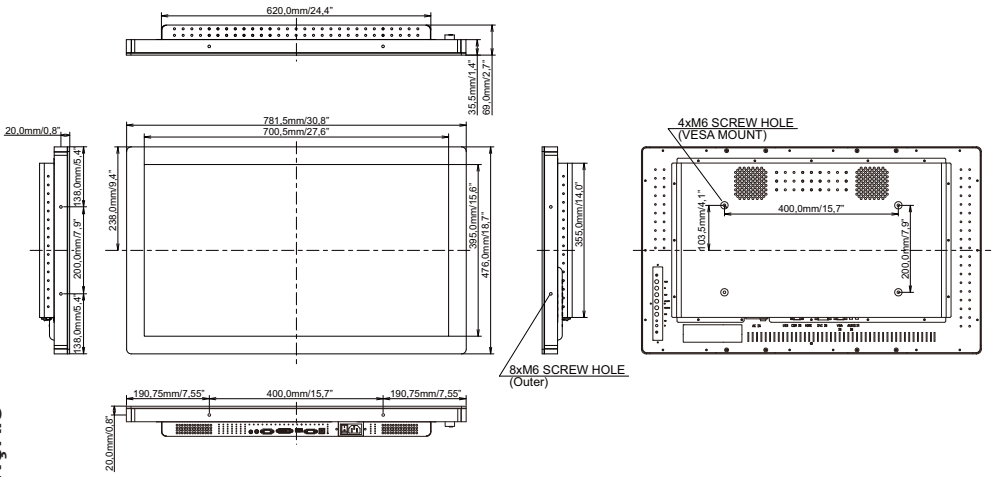 620,0mm/24,4"
35,5mm/1,4"
69,0mm/2,7"
20,0mm/0,8"
781,5mm/30,8"
700,5mm/27,6"
138,0mm/5,4"
200,0mm/7,9"
138,0mm/5,4"
238,0mm/9,4"
395,0mm/15,6"
476,0mm/18,7"
355,0mm/14,0"
8xM6 SCREW HOLE
(Outer)
4xM6 SCREW HOLE
(VESA MOUNT)
103,5mm/4,1"
400,0mm/15,7"
200,0mm/7,9"
190,75mm/7,55"
400,0mm/15,7"
190,75mm/7,55"
20,0mm/0,8"